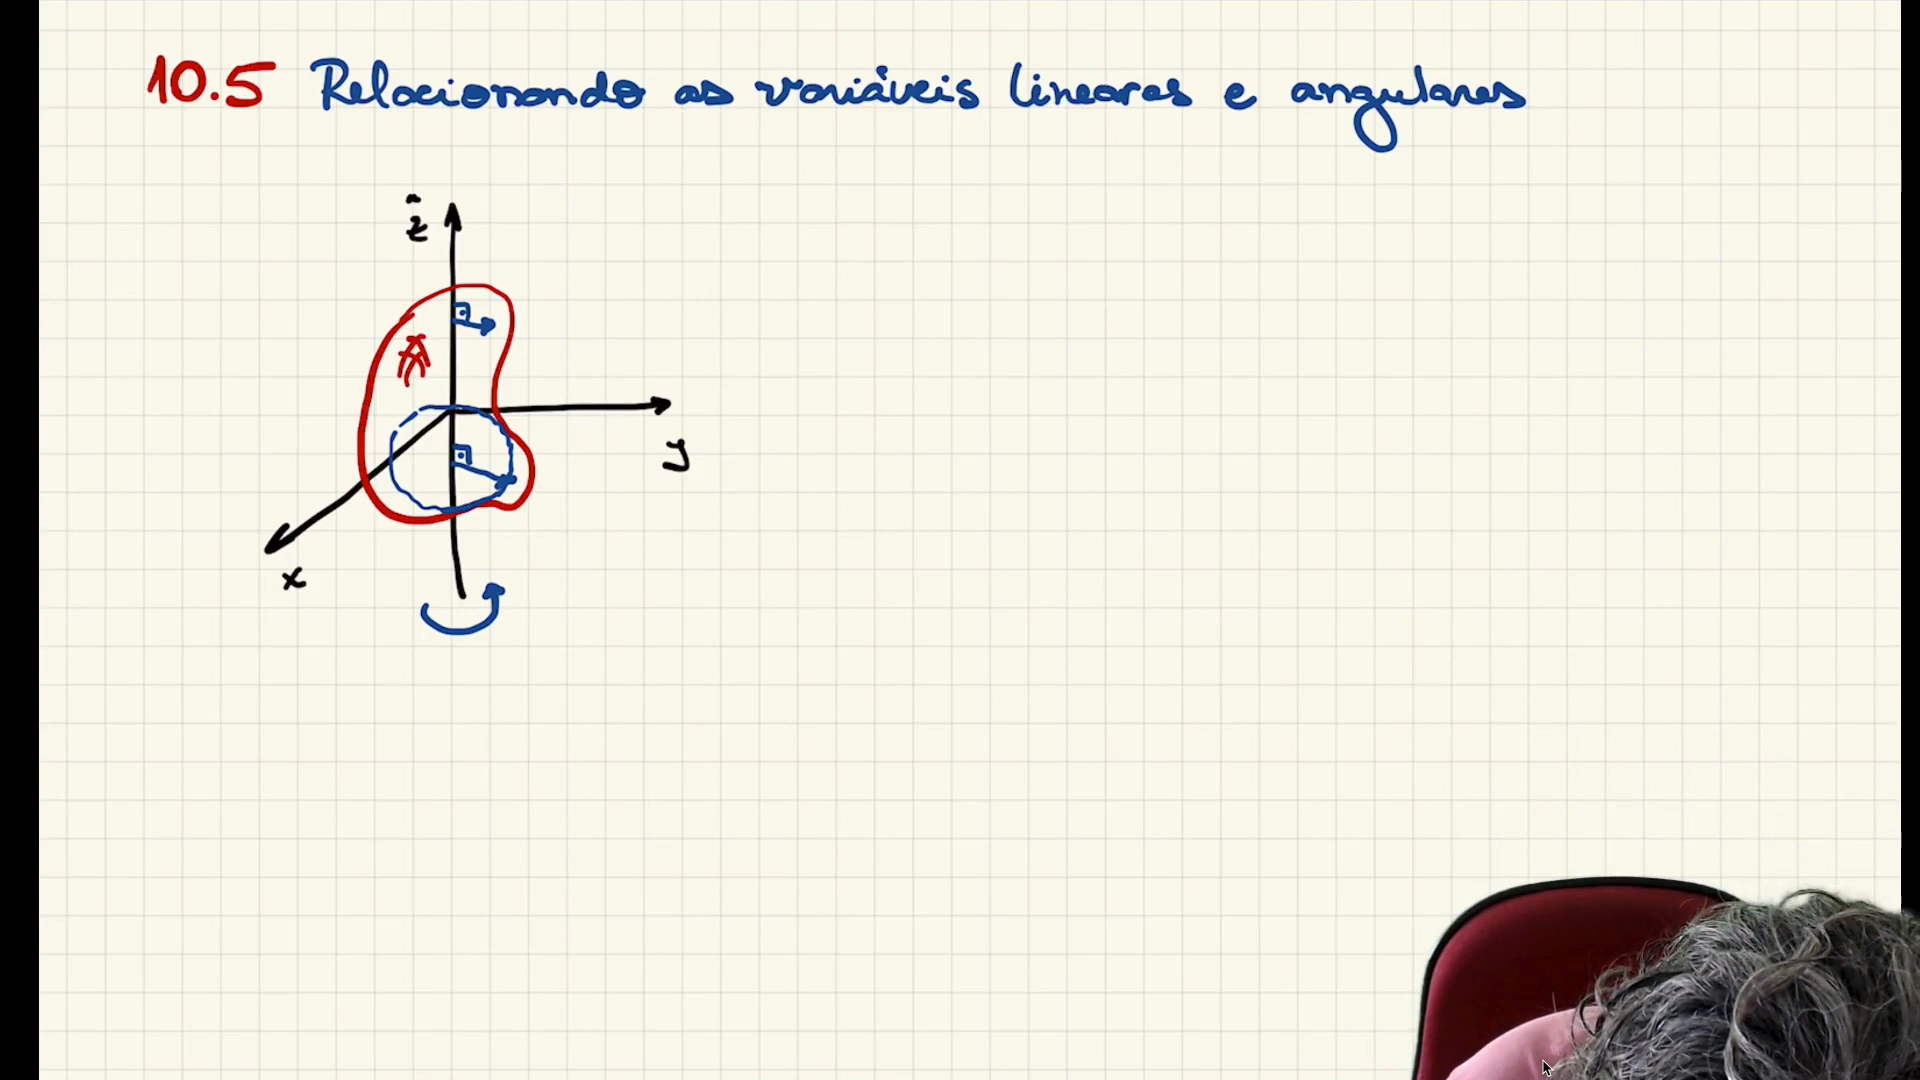 10.5 Relacionando as variáveis lineares e angulares
ẑ
y
x